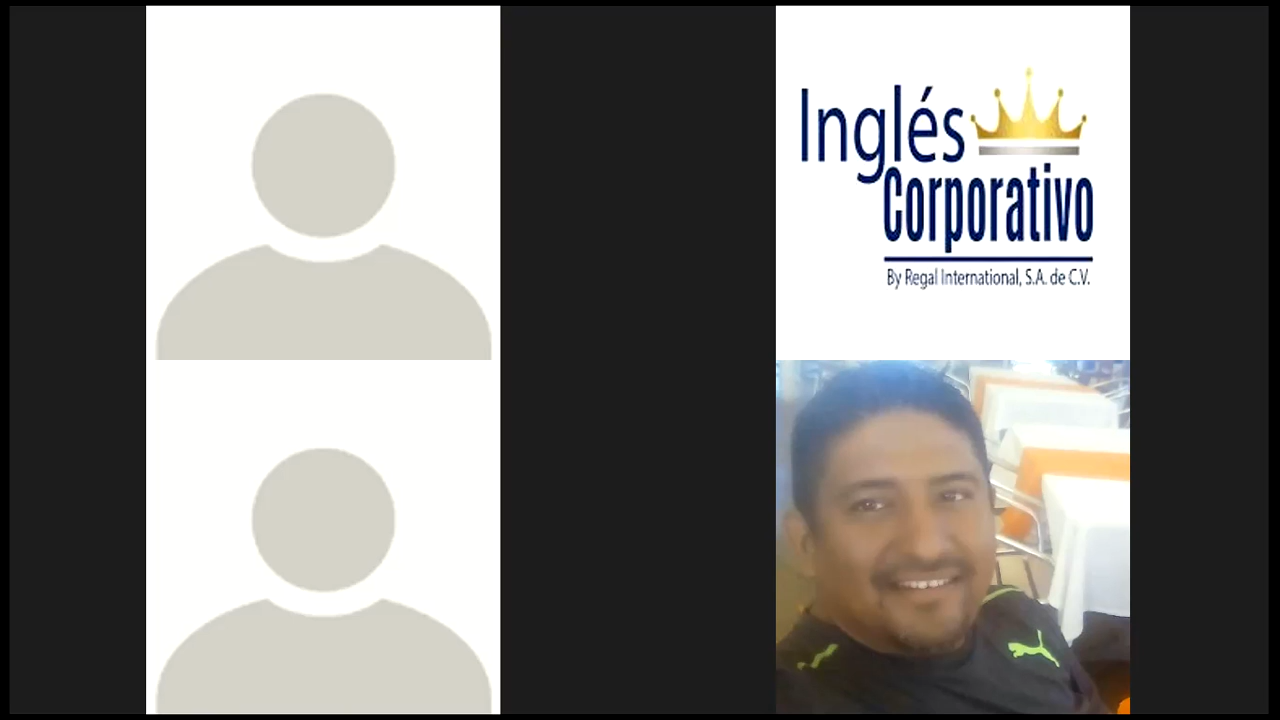 Inglés
Corporativo
By Regal International, S.A. de C.V.